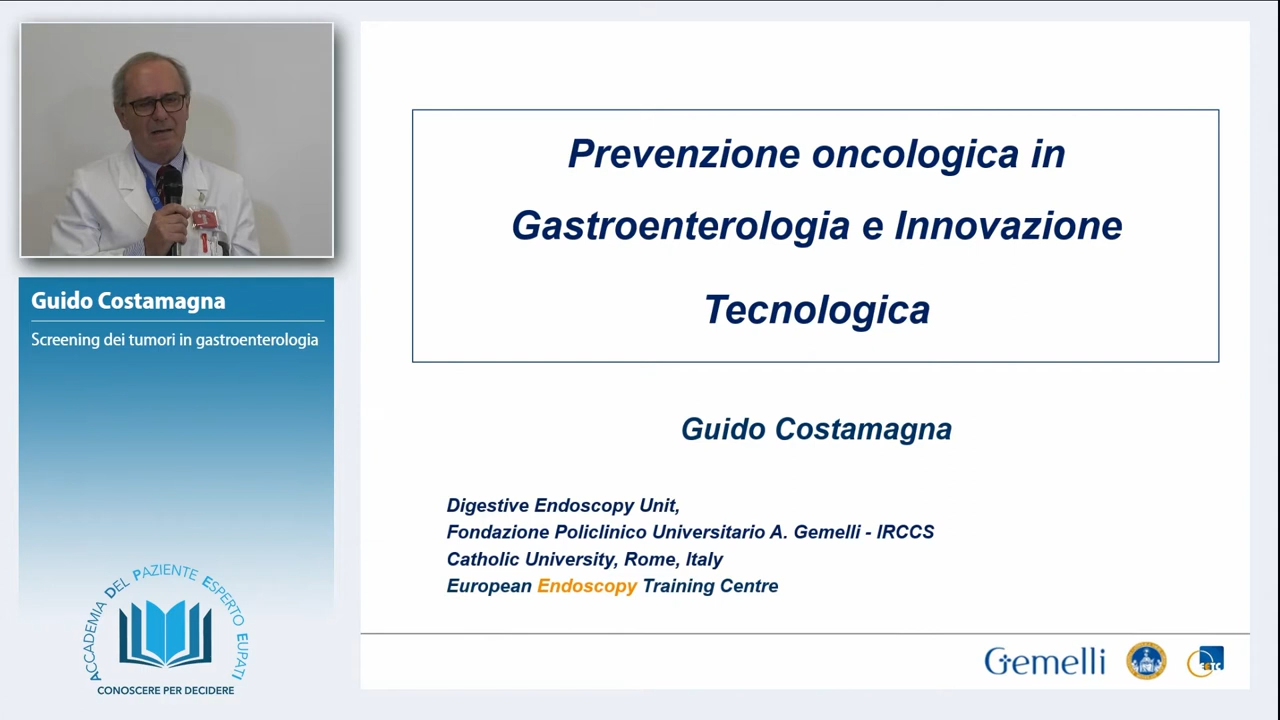 Guido Costamagna
Screening dei tumori in gastroenterologia
ACCADEMIA DEL PAZIENTE ESPERTO EUPATI
CONOSCERE PER DECIDERE
Prevenzione oncologica in
Gastroenterologia e Innovazione
Tecnologica
Guido Costamagna
Digestive Endoscopy Unit,
Fondazione Policlinico Universitario A. Gemelli - IRCCS
Catholic University, Rome, Italy
European Endoscopy Training Centre
Gemelli
EETC